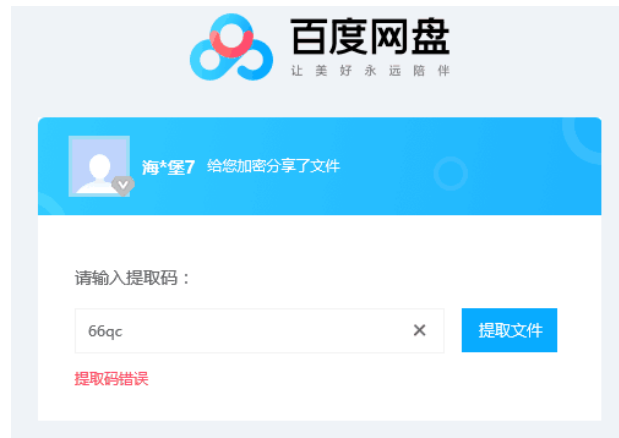 百度网盘
让美好永远陪伴
海*堡7 给您加密分享了文件
请输入提取码：
66qc ✕ 提取文件
提取码错误